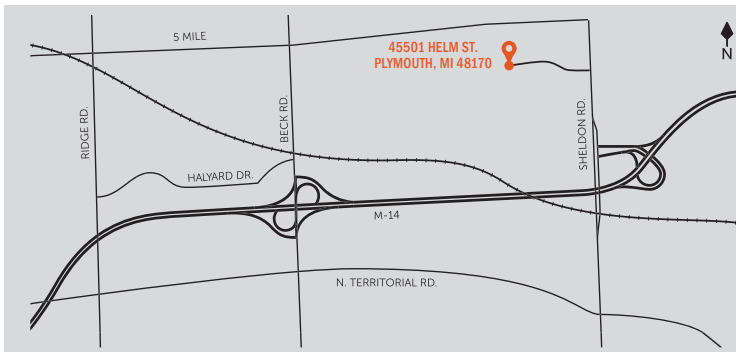 5 MILE
45501 HELM ST.
PLYMOUTH, MI 48170
N
RIDGE RD.
BECK RD.
SHELDON RD.
HALYARD DR.
M-14
N. TERRITORIAL RD.